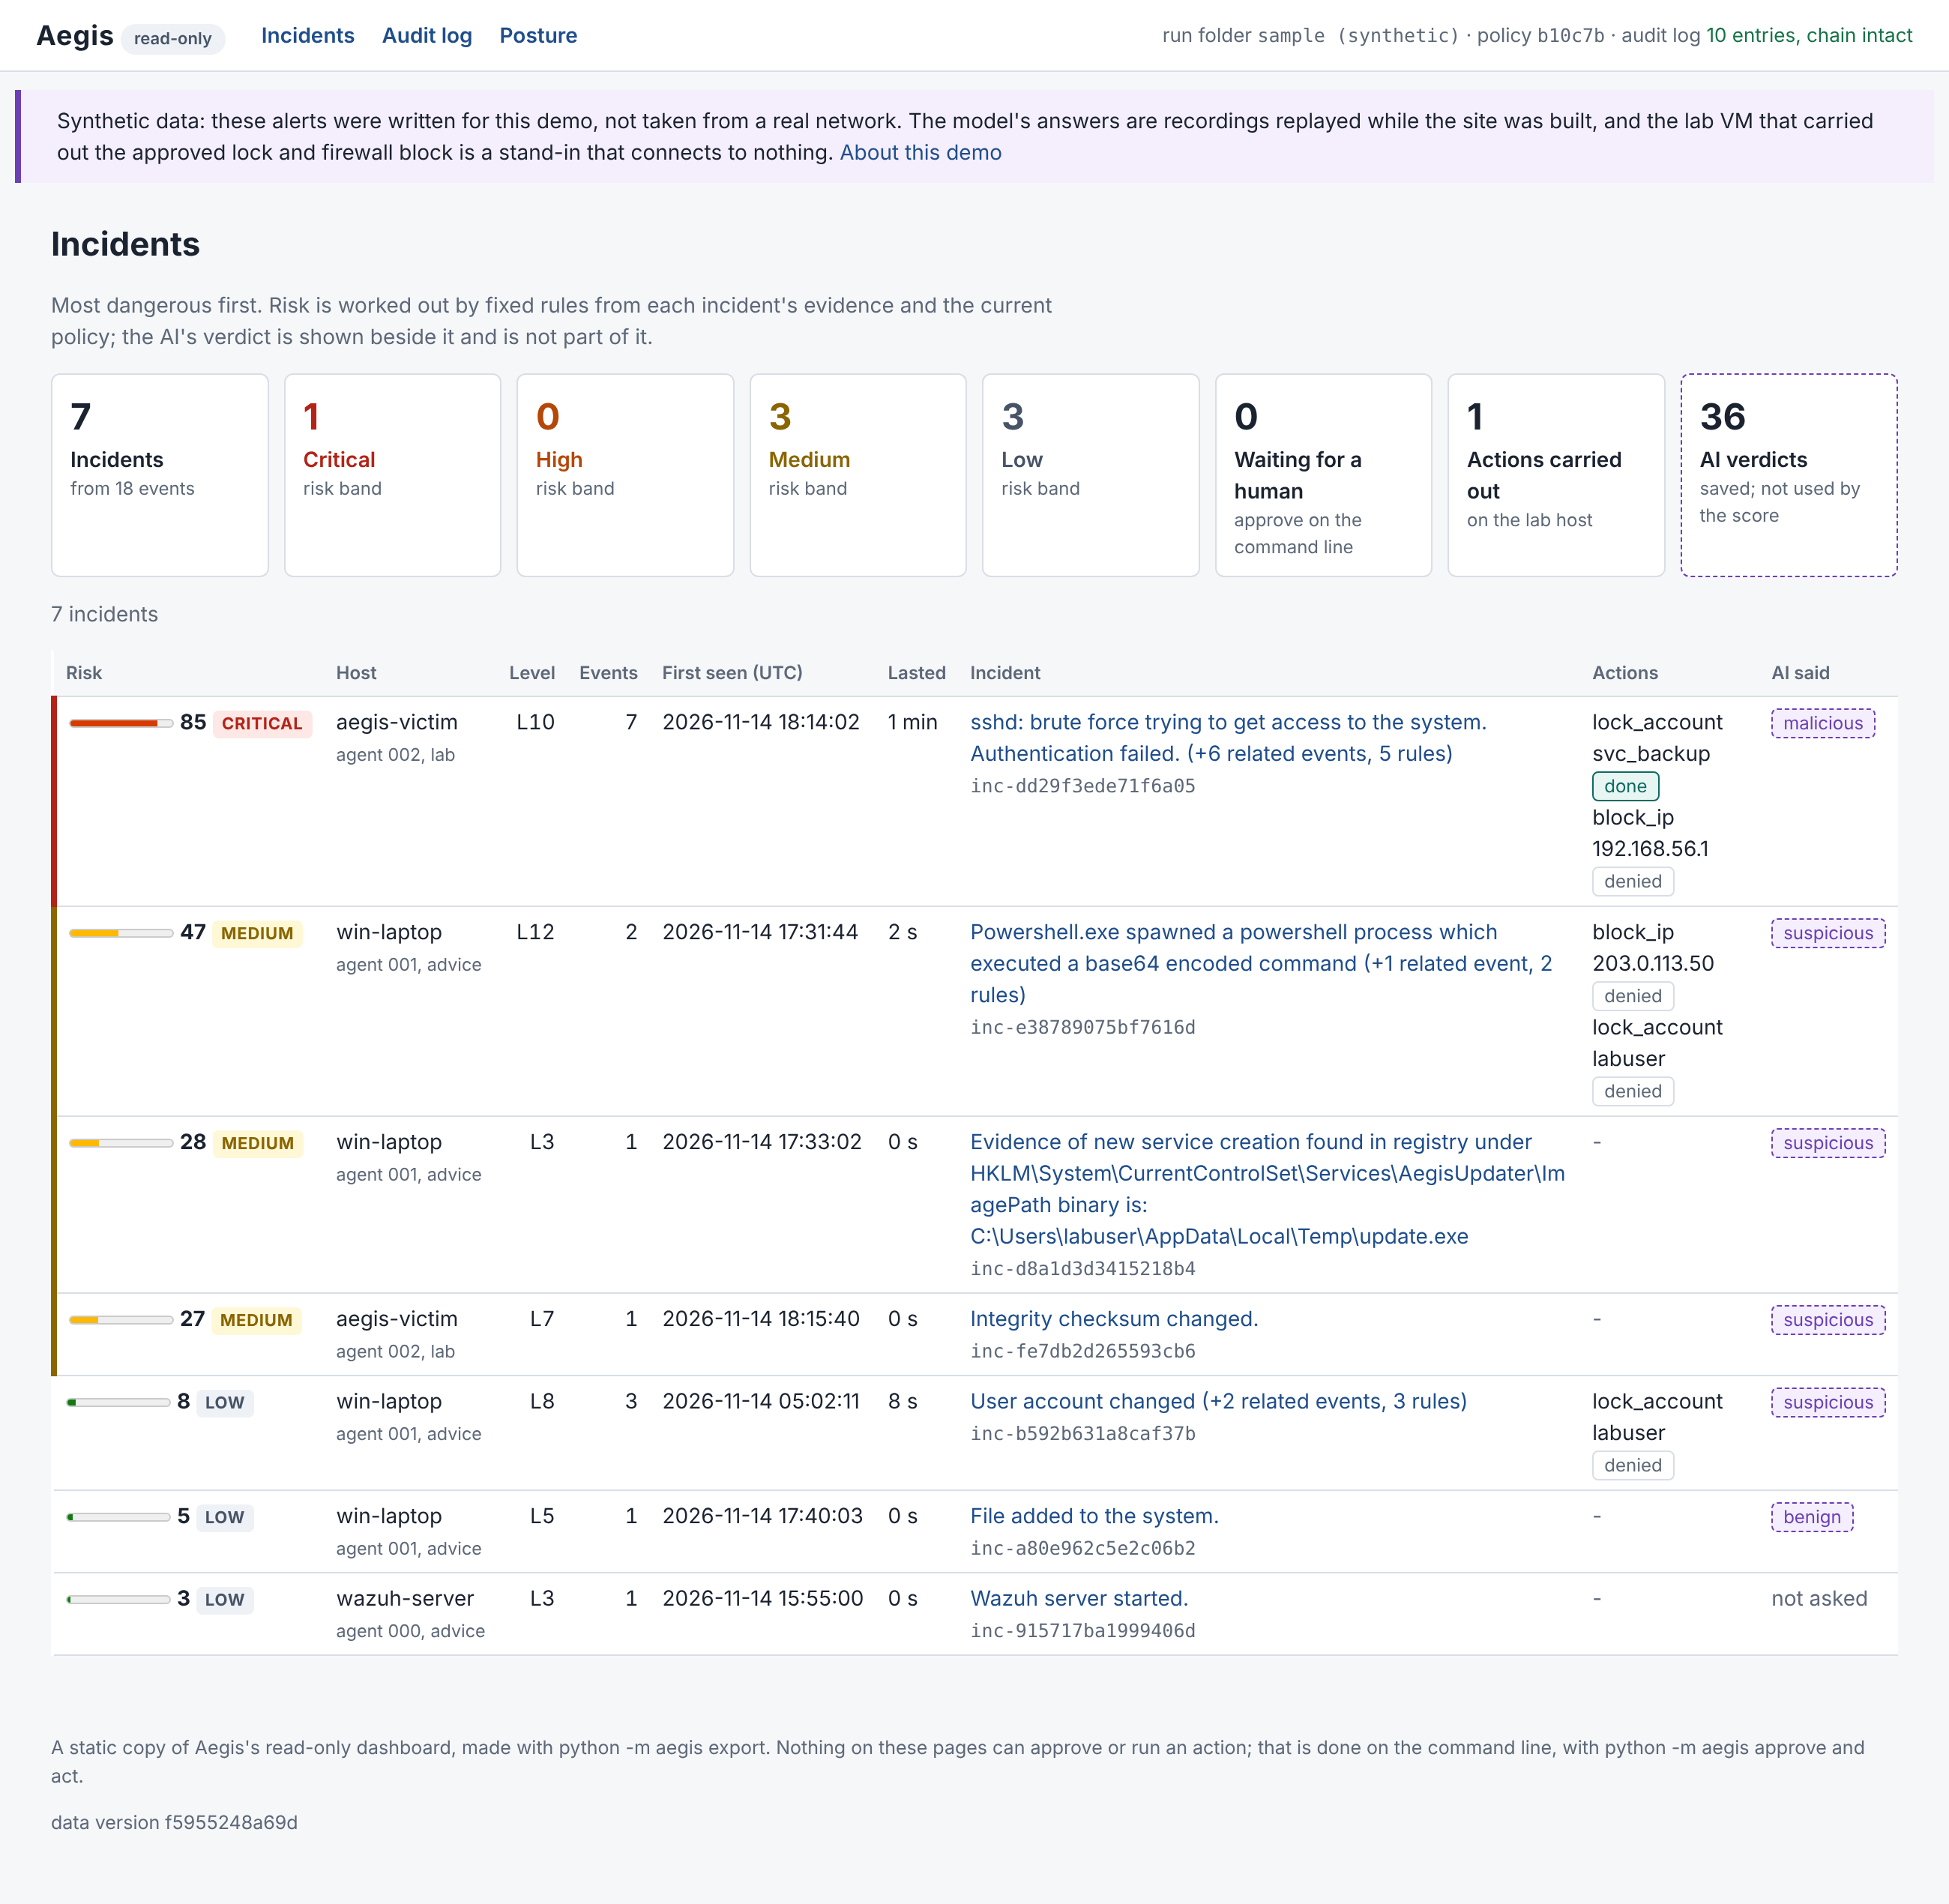 Aegis read-only Incidents Audit log Posture run folder sample (synthetic) · policy b10c7b · audit log 10 entries, chain intact
Synthetic data: these alerts were written for this demo, not taken from a real network. The model's answers are recordings replayed while the site was built, and the lab VM that carried
out the approved lock and firewall block is a stand-in that connects to nothing. About this demo
Incidents
Most dangerous first. Risk is worked out by fixed rules from each incident's evidence and the current
policy; the AI's verdict is shown beside it and is not part of it.
7
Incidents
from 18 events
1
Critical
risk band
0
High
risk band
3
Medium
risk band
3
Low
risk band
0
Waiting for a
human
approve on the
command line
1
Actions carried
out
on the lab host
36
AI verdicts
saved; not used by
the score
7 incidents
Risk Host Level Events First seen (UTC) Lasted Incident Actions AI said
85 CRITICAL aegis-victim L10 7 2026-11-14 18:14:02 1 min sshd: brute force trying to get access to the system. lock_account malicious
agent 002, lab Authentication failed. (+6 related events, 5 rules) svc_backup
inc-dd29f3ede71f6a05 done
block_ip
192.168.56.1
denied
47 MEDIUM win-laptop L12 2 2026-11-14 17:31:44 2 s Powershell.exe spawned a powershell process which block_ip suspicious
agent 001, advice executed a base64 encoded command (+1 related event, 2 203.0.113.50
rules) denied
inc-e38789075bf7616d lock_account
labuser
denied
28 MEDIUM win-laptop L3 1 2026-11-14 17:33:02 0 s Evidence of new service creation found in registry under - suspicious
agent 001, advice HKLM\System\CurrentControlSet\Services\AegisUpdater\Im
agePath binary is:
C:\Users\labuser\AppData\Local\Temp\update.exe
inc-d8a1d3d3415218b4
27 MEDIUM aegis-victim L7 1 2026-11-14 18:15:40 0 s Integrity checksum changed. - suspicious
agent 002, lab inc-fe7db2d265593cb6
8 LOW win-laptop L8 3 2026-11-14 05:02:11 8 s User account changed (+2 related events, 3 rules) lock_account suspicious
agent 001, advice inc-b592b631a8caf37b labuser
denied
5 LOW win-laptop L5 1 2026-11-14 17:40:03 0 s File added to the system. - benign
agent 001, advice inc-a80e962c5e2c06b2
3 LOW wazuh-server L3 1 2026-11-14 15:55:00 0 s Wazuh server started. - not asked
agent 000, advice inc-915717ba1999406d
A static copy of Aegis's read-only dashboard, made with python -m aegis export. Nothing on these pages can approve or run an action; that is done on the command line, with python -m aegis approve and
act.
data version f5955248a69d